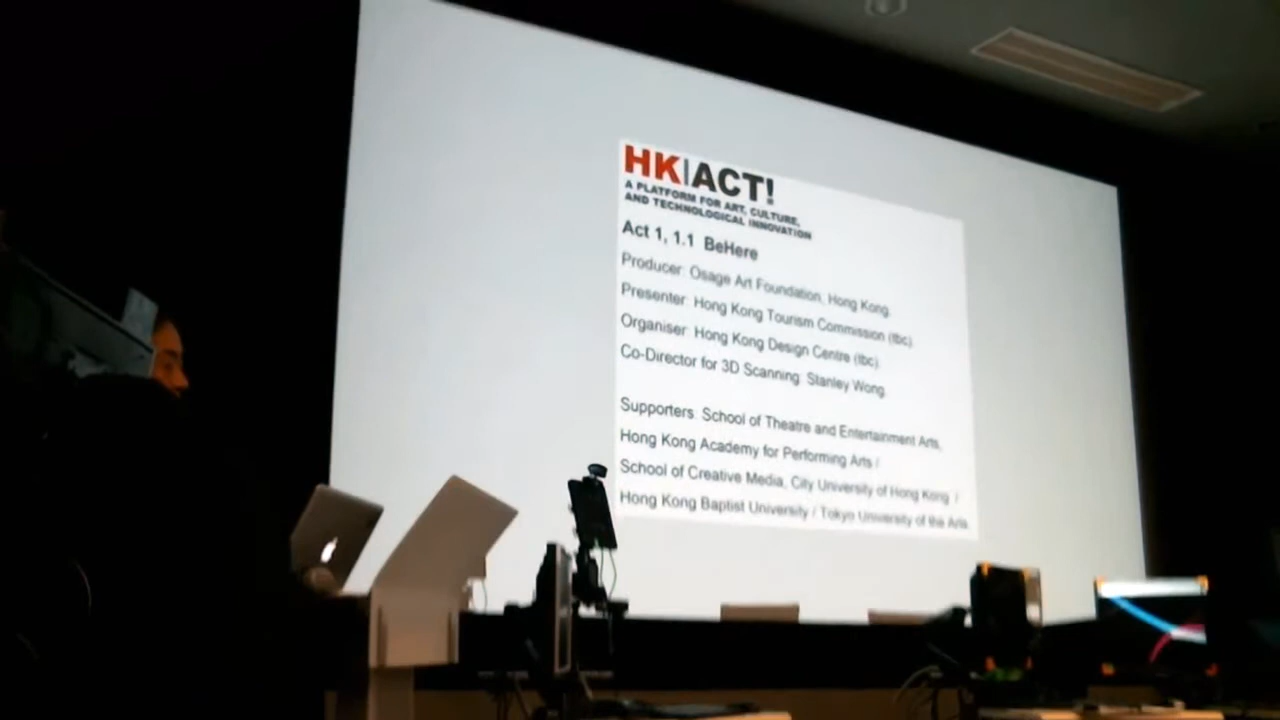 HK|ACT!
A PLATFORM FOR ART, CULTURE,
AND TECHNOLOGICAL INNOVATION
Act 1, 1.1 BeHere
Producer: Osage Art Foundation, Hong Kong
Presenter: Hong Kong Tourism Commission (tbc)
Organiser: Hong Kong Design Centre (tbc)
Co-Director for 3D Scanning: Stanley Wong
Supporters: School of Theatre and Entertainment Arts,
Hong Kong Academy for Performing Arts /
School of Creative Media, City University of Hong Kong /
Hong Kong Baptist University / Tokyo University of the Arts